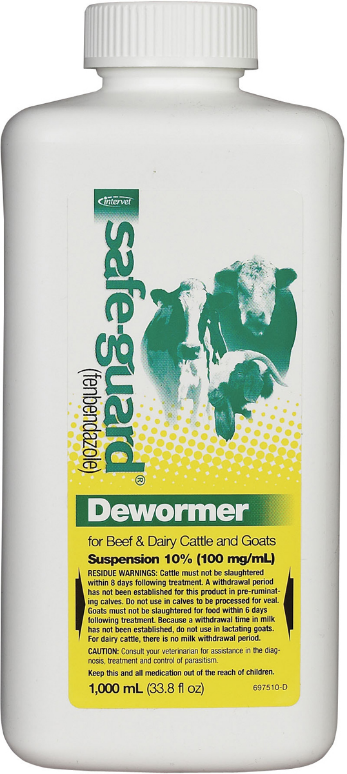 Intervet
safe-guard®
(fenbendazole)
Dewormer
for Beef & Dairy Cattle and Goats
Suspension 10% (100 mg/mL)
RESIDUE WARNINGS: Cattle must not be slaughtered
within 8 days following treatment. A withdrawal period
has not been established for this product in pre-ruminat-
ing calves. Do not use in calves to be processed for veal.
Goats must not be slaughtered for food within 6 days
following treatment. Because a withdrawal time in milk
has not been established, do not use in lactating goats.
For dairy cattle, there is no milk withdrawal period.
CAUTION: Consult your veterinarian for assistance in the diag-
nosis, treatment and control of parasitism.
Keep this and all medication out of the reach of children.
1,000 mL (33.8 fl oz) 697510-D